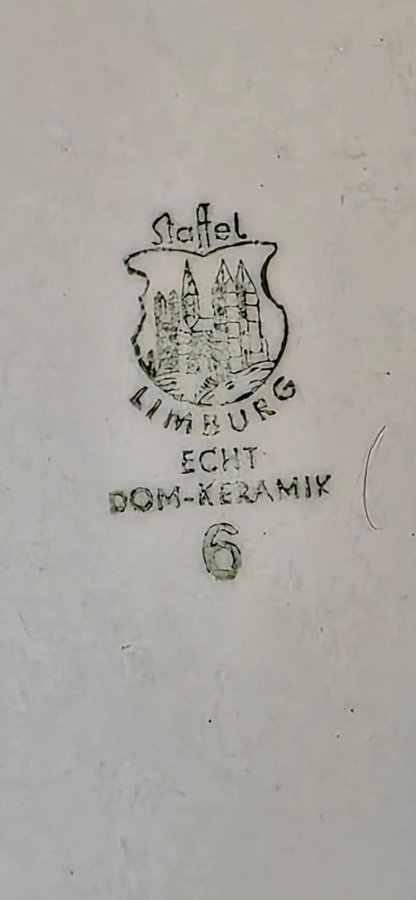 Staffel
LIMBURG
ECHT
DOM-KERAMIK
6